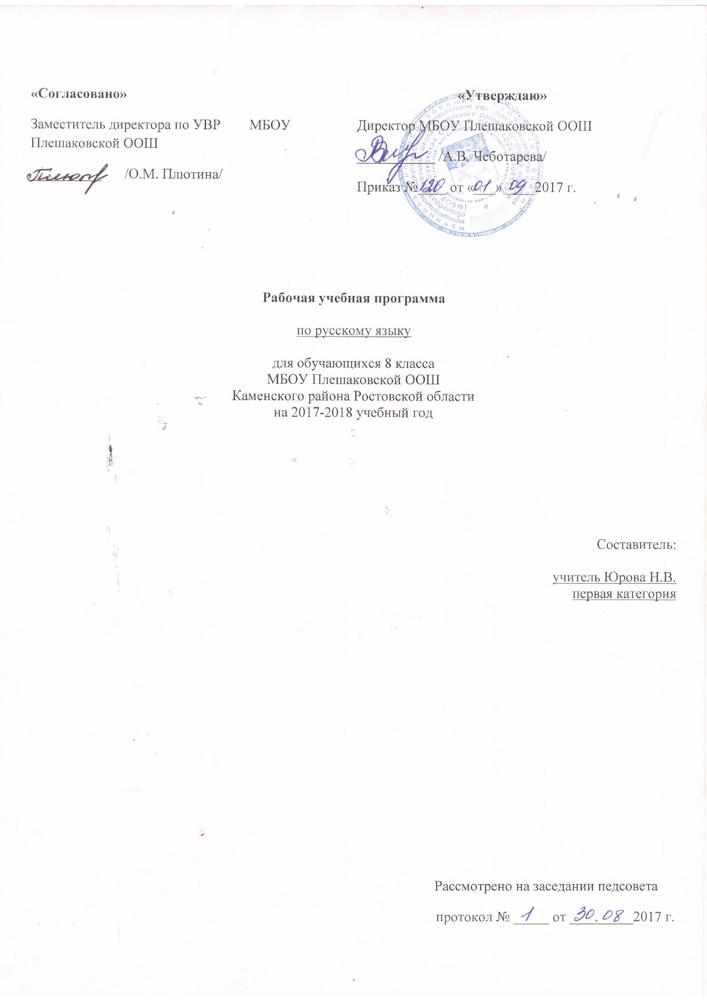 «Согласовано»
Заместитель директора по УВР МБОУ
Плешаковской ООШ
/О.М. Плютина/
«Утверждаю»
Директор МБОУ Плешаковской ООШ
/А.В. Чеботарева/
Приказ № 120 от «01» 09 2017 г.
Рабочая учебная программа
по русскому языку
для обучающихся 8 класса
МБОУ Плешаковской ООШ
Каменского района Ростовской области
на 2017-2018 учебный год
Составитель:
учитель Юрова Н.В.
первая категория
Рассмотрено на заседании педсовета
протокол № 1 от 30.08 2017 г.